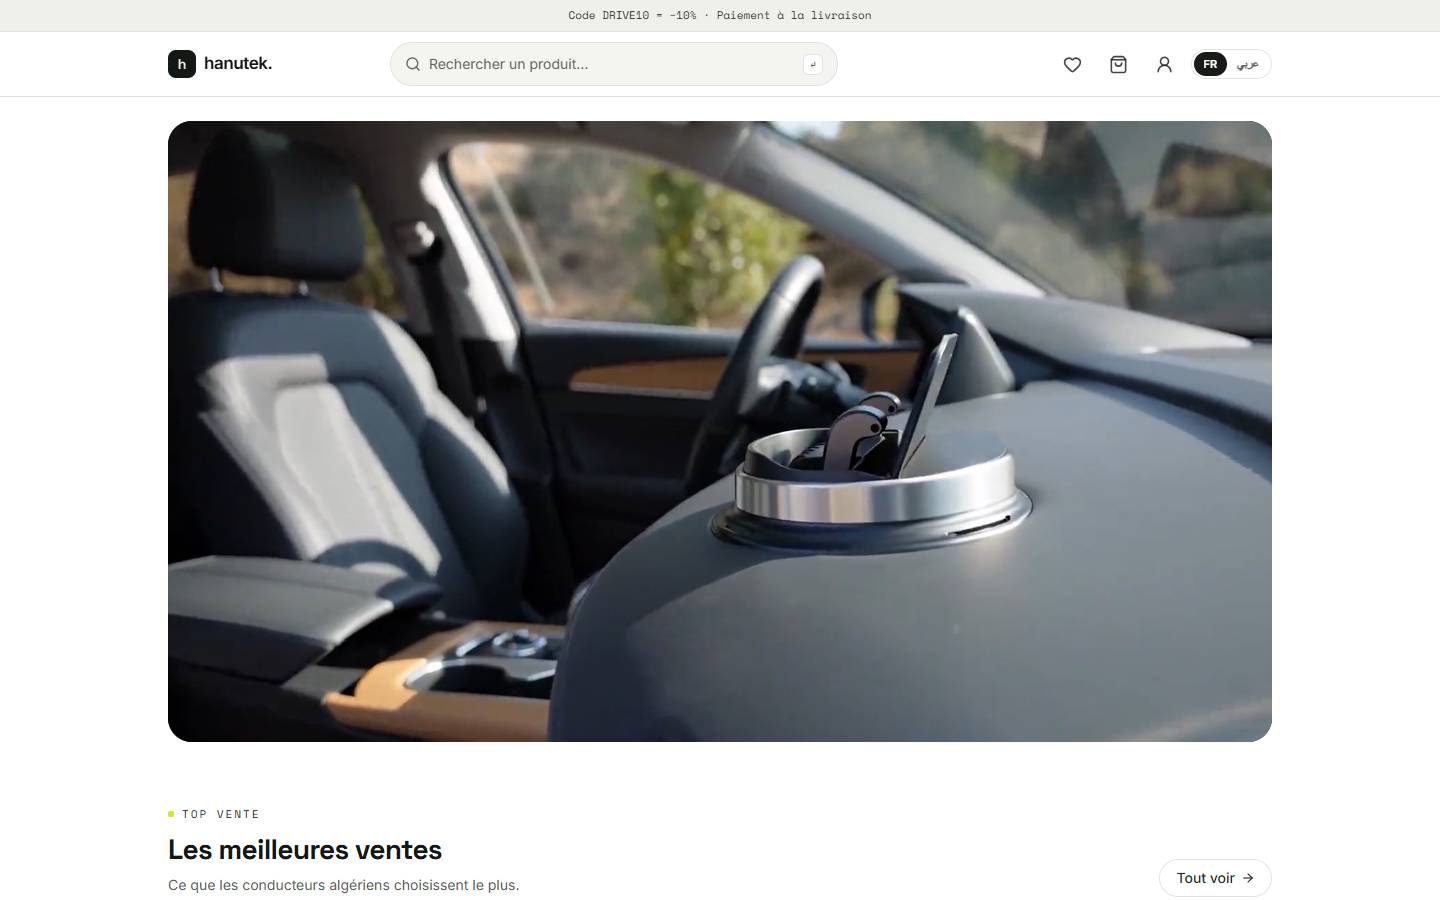 Code DRIVE10 = −10% · Paiement à la livraison
h hanutek.
Rechercher un produit...
FR عربي
TOP VENTE
Les meilleures ventes
Ce que les conducteurs algériens choisissent le plus.
Tout voir →